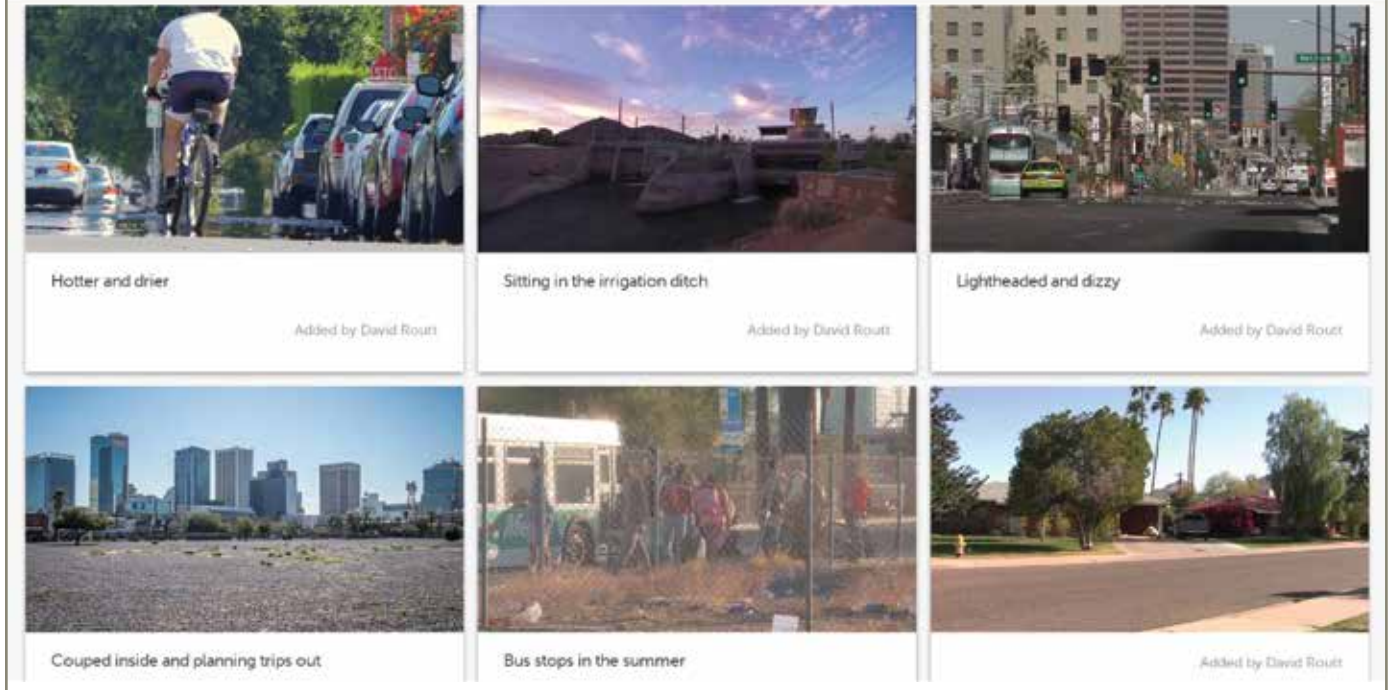 Hotter and drier
Sitting in the irrigation ditch
Lightheaded and dizzy
Added by David Routt
Added by David Routt
Added by David Routt
Couped inside and planning trips out
Bus stops in the summer
Added by David Routt